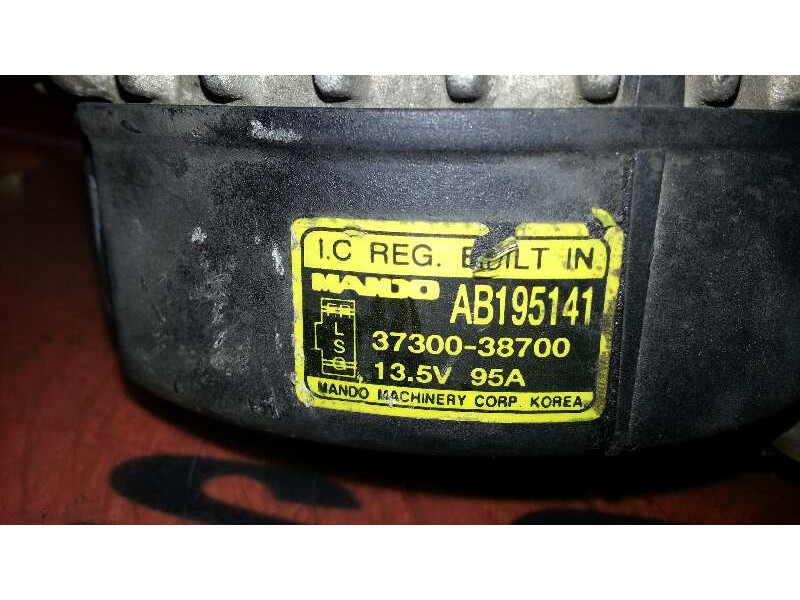 I.C REG. BUILT IN
MANDO AB195141
L
S
G
37300-38700
13.5V 95A
MANDO MACHINERY CORP. KOREA